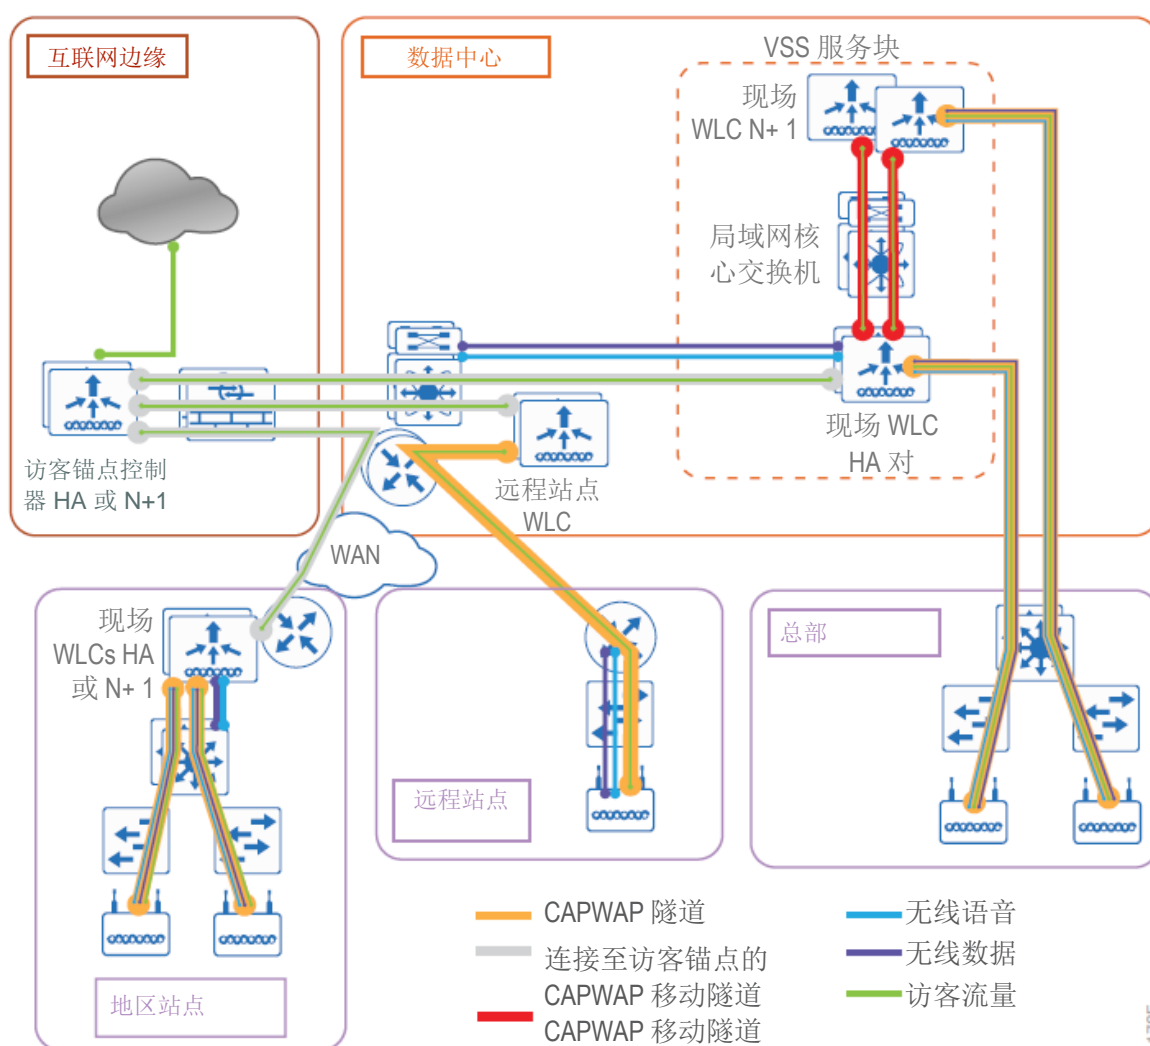 互联网边缘
数据中心
VSS 服务块
现场
WLC N+ 1
局域网核
心交换机
现场 WLC
HA 对
访客锚点控制
器 HA 或 N+1
远程站点
WLC
WAN
现场
WLCs HA
或 N+ 1
总部
远程站点
地区站点
CAPWAP 隧道
连接至访客锚点的
CAPWAP 移动隧道
CAPWAP 移动隧道
无线语音
无线数据
访客流量